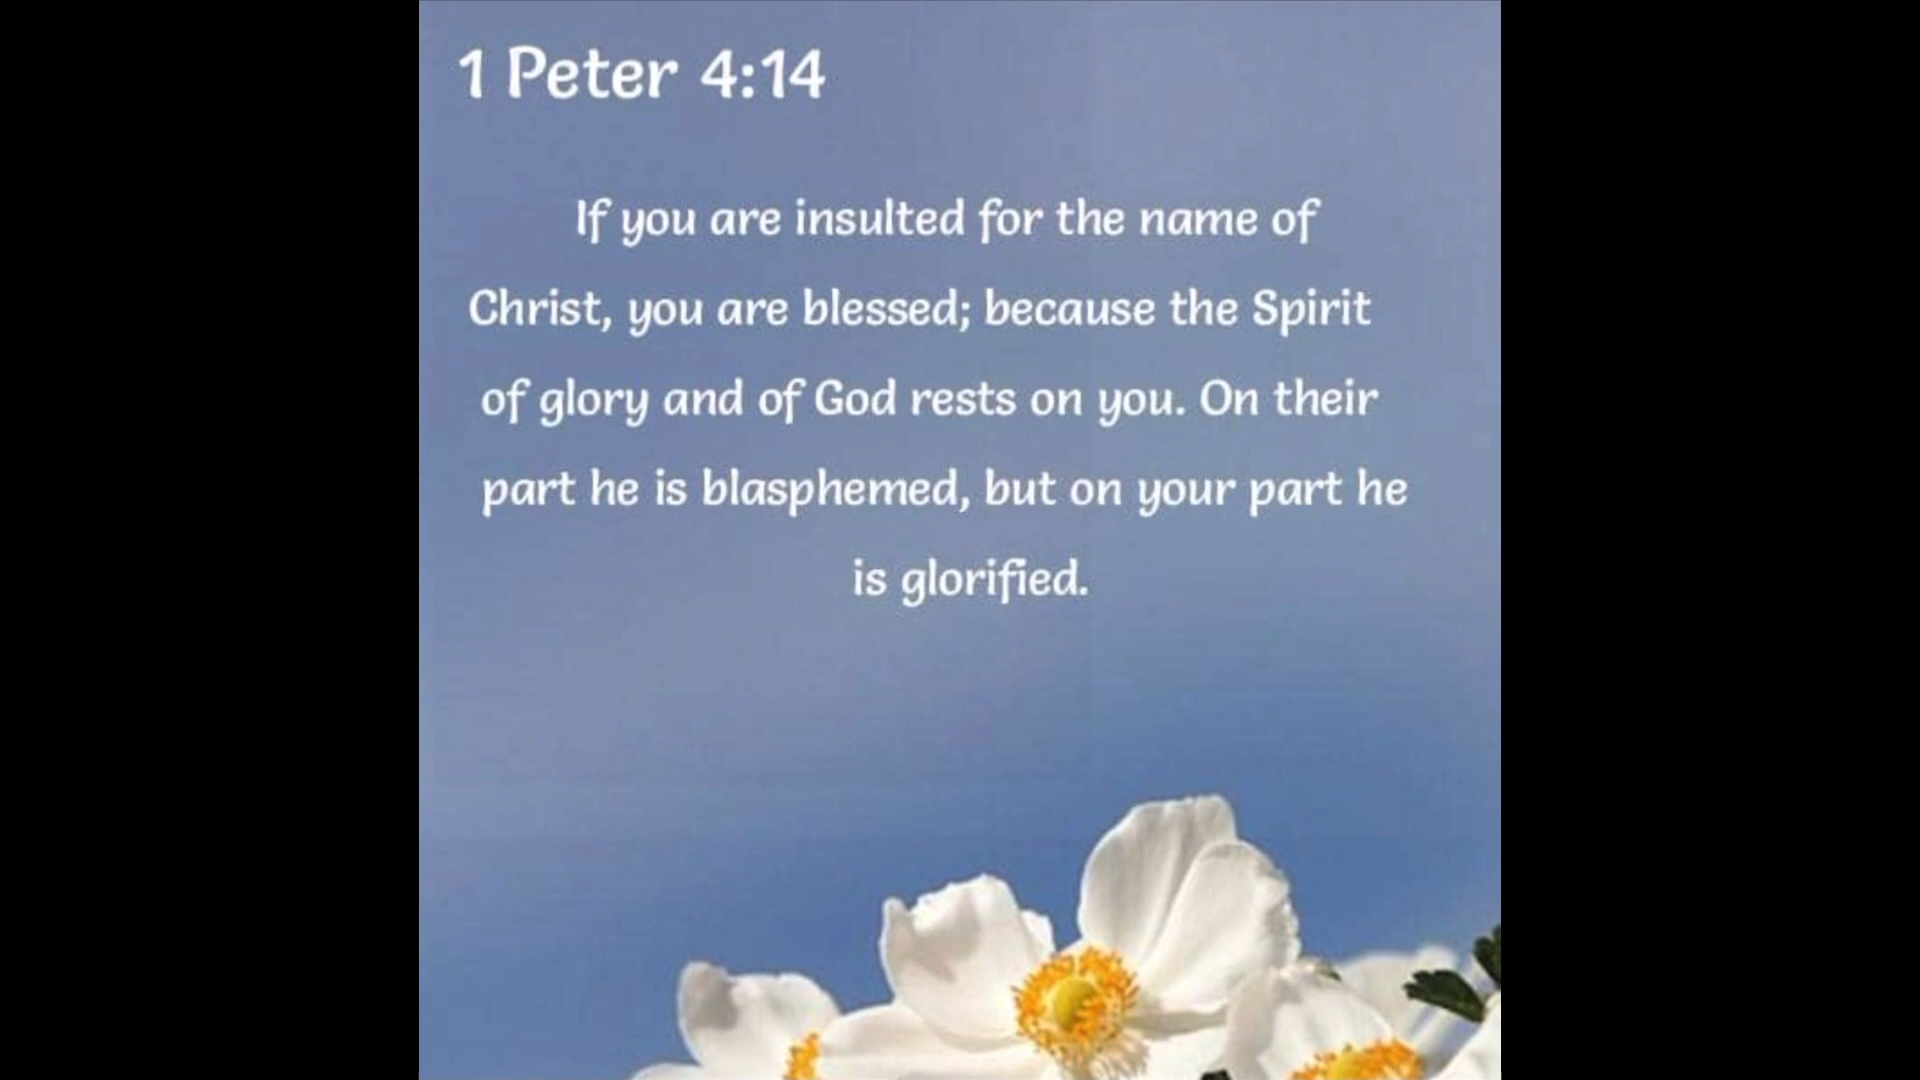 1 Peter 4:14
If you are insulted for the name of
Christ, you are blessed; because the Spirit
of glory and of God rests on you. On their
part he is blasphemed, but on your part he
is glorified.